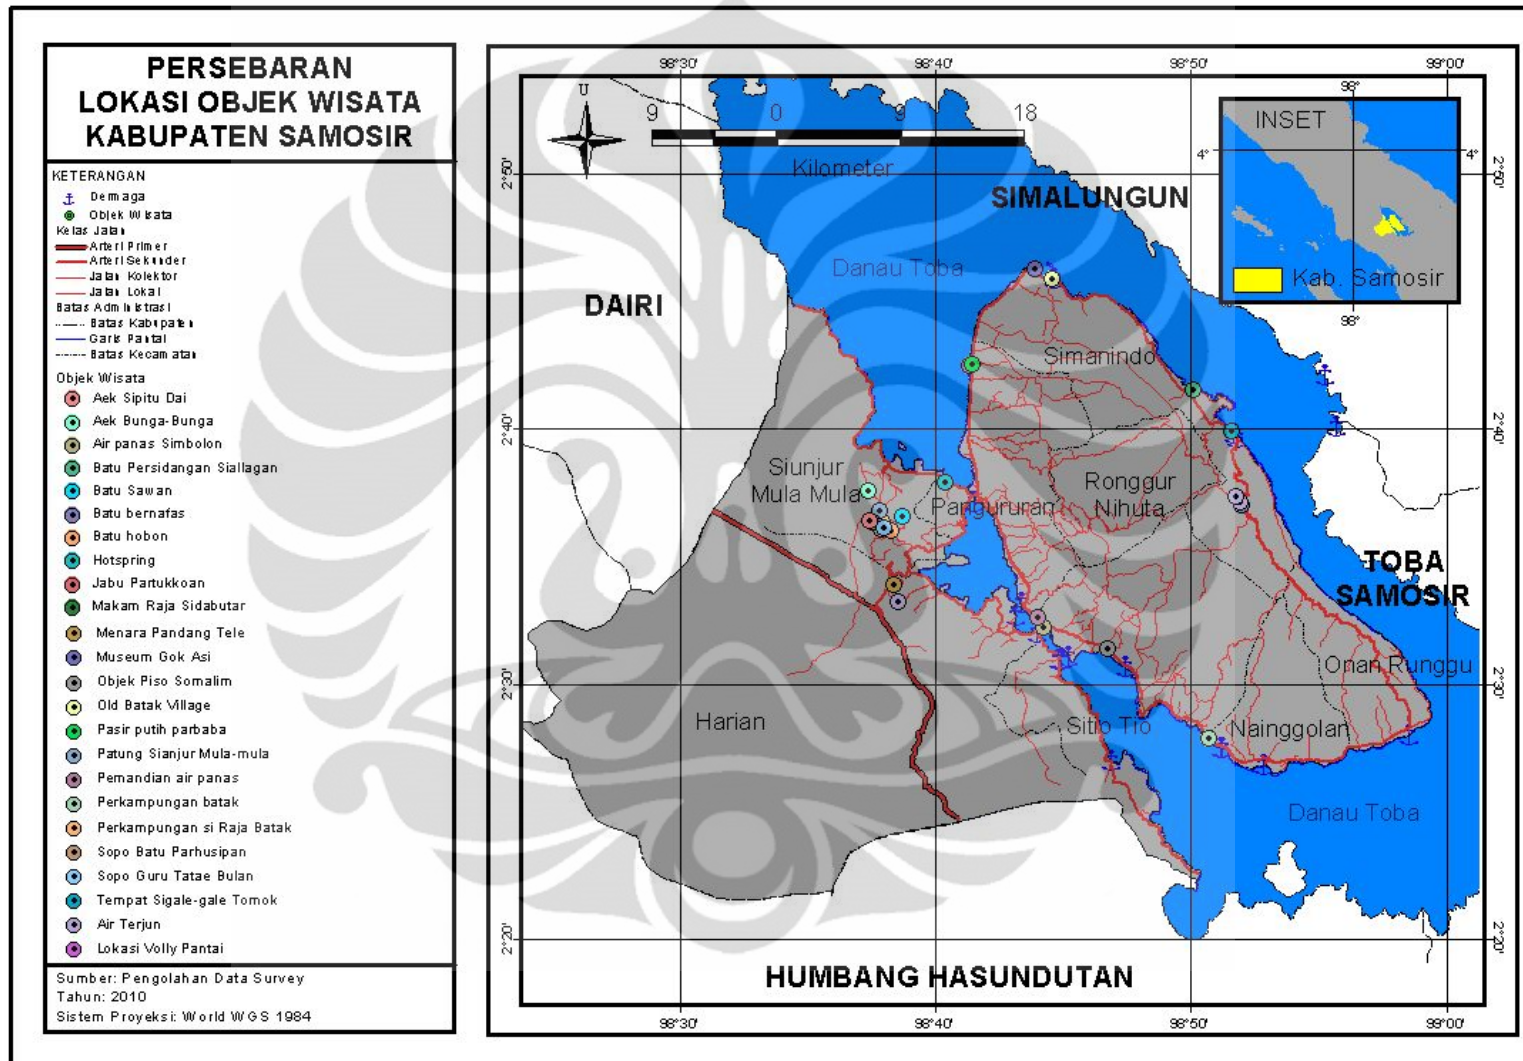 PERSEBARAN
LOKASI OBJEK WISATA
KABUPATEN SAMOSIR
KETERANGAN
Dermaga
Objek Wisata
Kelas Jalan
Arteri Primer
Arteri Sekunder
Jalan Kolektor
Jalan Lokal
Batas Administrasi
Batas Kabupaten
Garis Pantai
Batas Kecamatan
Objek Wisata
Aek Sipitu Dai
Aek Bunga-Bunga
Air panas Simbolon
Batu Persidangan Siallagan
Batu Sawan
Batu bernafas
Batu hobon
Hotspring
Jabu Partukkoan
Makam Raja Sidabutar
Menara Pandang Tele
Museum Gok Asi
Objek Piso Somalim
Old Batak Village
Pasir putih parbaba
Patung Sianjur Mula-mula
Pemandian air panas
Perkampungan batak
Perkampungan si Raja Batak
Sopo Batu Parhusipan
Sopo Guru Tatae Bulan
Tempat Sigale-gale Tomok
Air Terjun
Lokasi Volly Pantai
Sumber: Pengolahan Data Survey
Tahun: 2010
Sistem Proyeksi: World WGS 1984
98°30' 98°40' 98°50' 99°00'
U
9 0 9 18
Kilometer
98°
INSET
4° 4°
Kab. Samosir
98°
2°50' 2°50'
SIMALUNGUN
Danau Toba
DAIRI
Simanindo
2°40' 2°40'
Siunjur
Mula Mula
Ronggur
Nihuta
Pangururan
TOBA
SAMOSIR
Onan Runggu
2°30' 2°30'
Harian
Sitio Tio
Nainggolan
Danau Toba
2°20' 2°20'
HUMBANG HASUNDUTAN
98°30' 98°40' 98°50' 99°00'